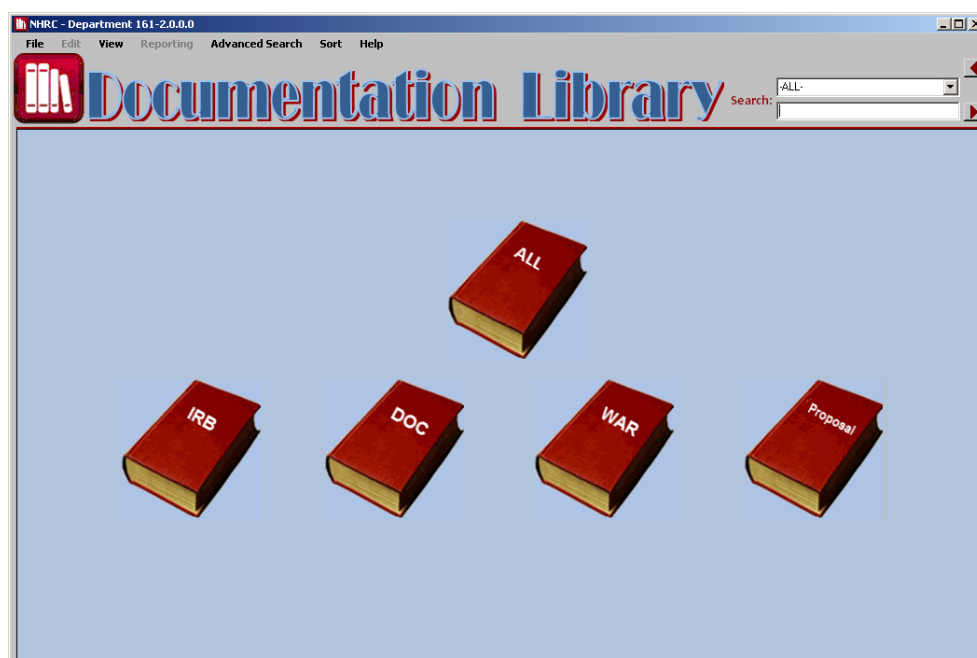 NHRC - Department 161-2.0.0.0
File Edit View Reporting Advanced Search Sort Help
Documentation Library
Search:
-ALL-
ALL
IRB DOC WAR Proposal